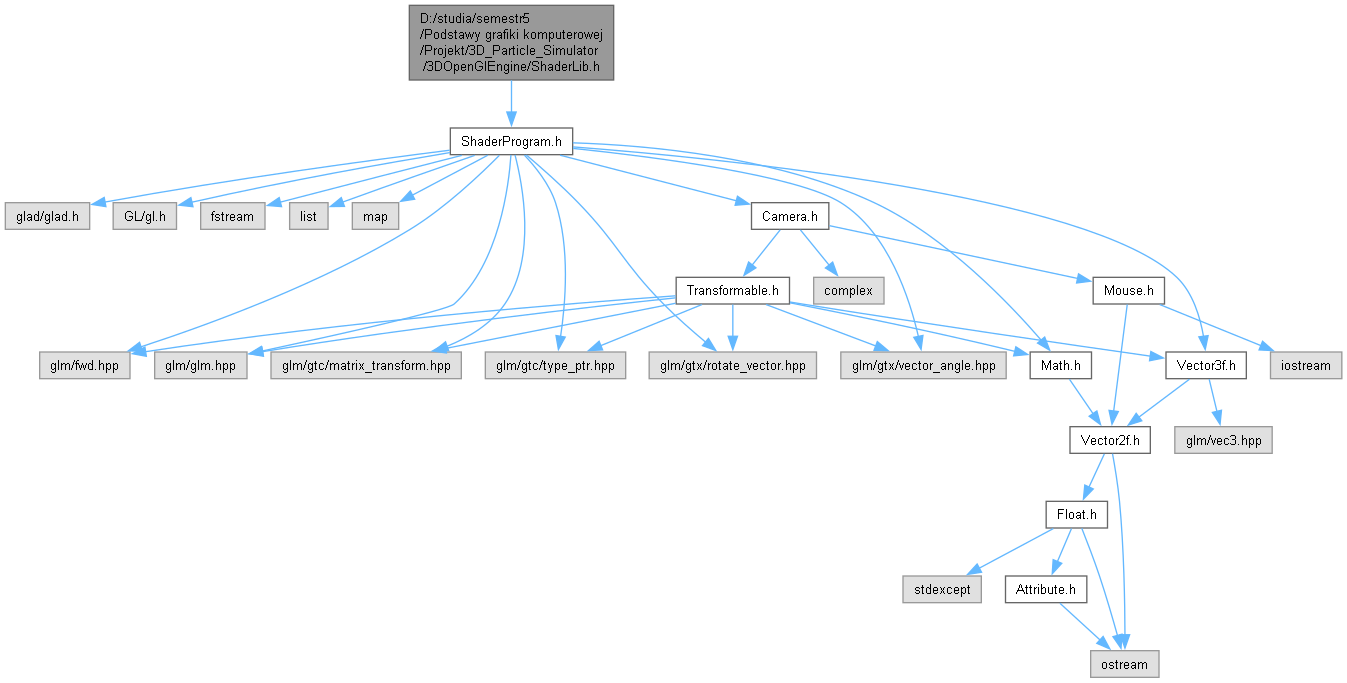 D:/studia/semestr5
/Podstawy grafiki komputerowej
/Projekt/3D_Particle_Simulator
/3DOpenGlEngine/ShaderLib.h
ShaderProgram.h
glad/glad.h
GL/gl.h
fstream
list
map
Camera.h
Transformable.h
complex
Mouse.h
glm/fwd.hpp
glm/glm.hpp
glm/gtc/matrix_transform.hpp
glm/gtc/type_ptr.hpp
glm/gtx/rotate_vector.hpp
glm/gtx/vector_angle.hpp
Math.h
Vector3f.h
iostream
Vector2f.h
glm/vec3.hpp
Float.h
stdexcept
Attribute.h
ostream